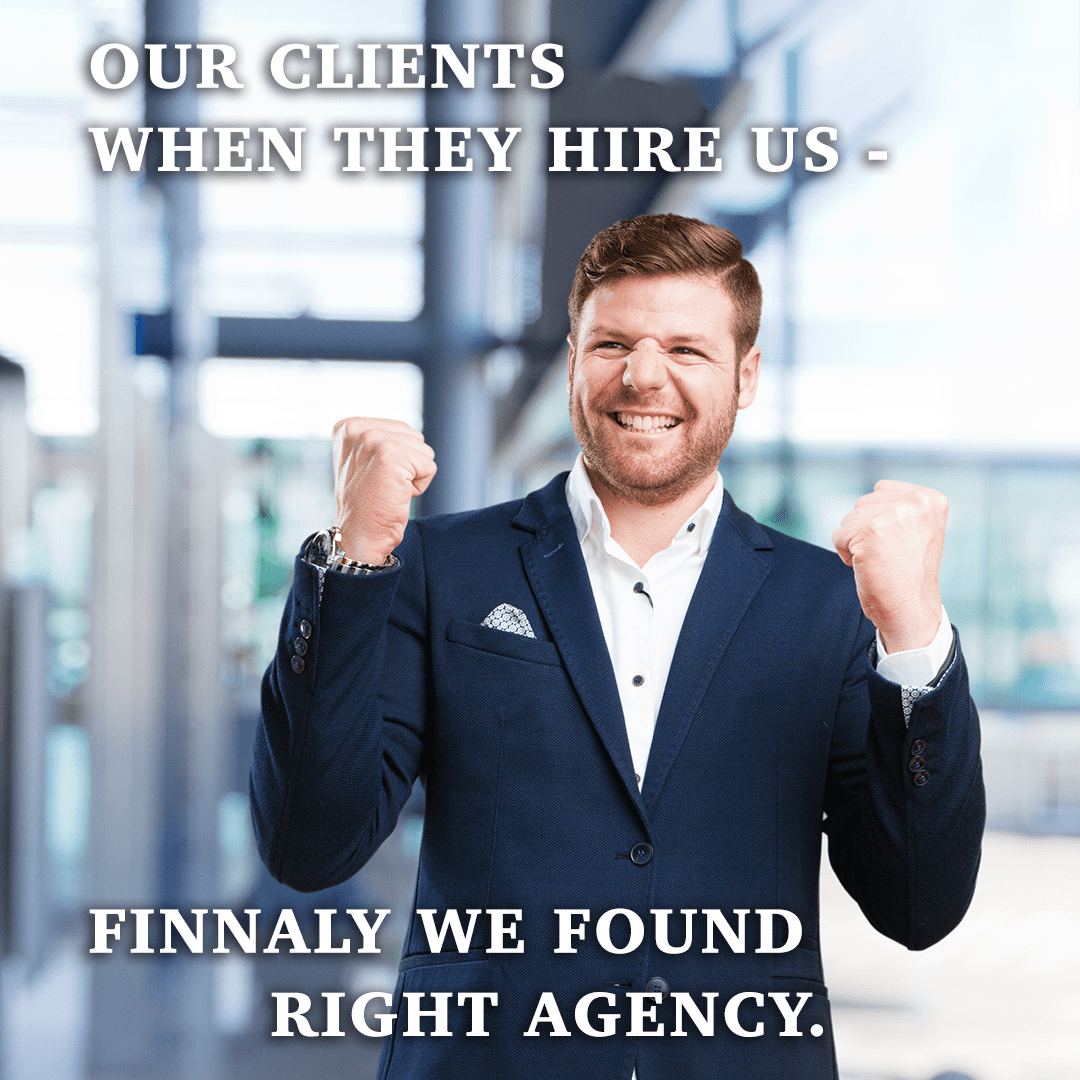 OUR CLIENTS
WHEN THEY HIRE US -
FINNALY WE FOUND
RIGHT AGENCY.